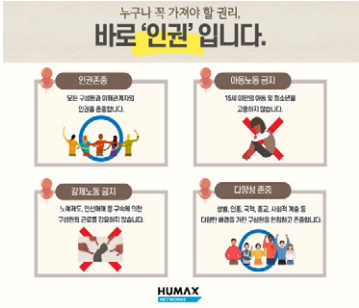 누구나 꼭 가져야 할 권리,
바로 '인권' 입니다.
인권존중
모든 구성원과 이해관계자의
인권을 존중합니다.
아동노동 금지
15세 미만의 아동 및 청소년을
고용하지 않습니다.
강제노동 금지
노예제도, 인신매매 등 구속에 의한
구성원의 근로를 강요하지 않습니다.
다양성 존중
성별, 인종, 국적, 종교, 사회적 계층 등
다양한 배경을 가진 구성원을 인정하고 존중합니다.
HUMAX
NETWORKS